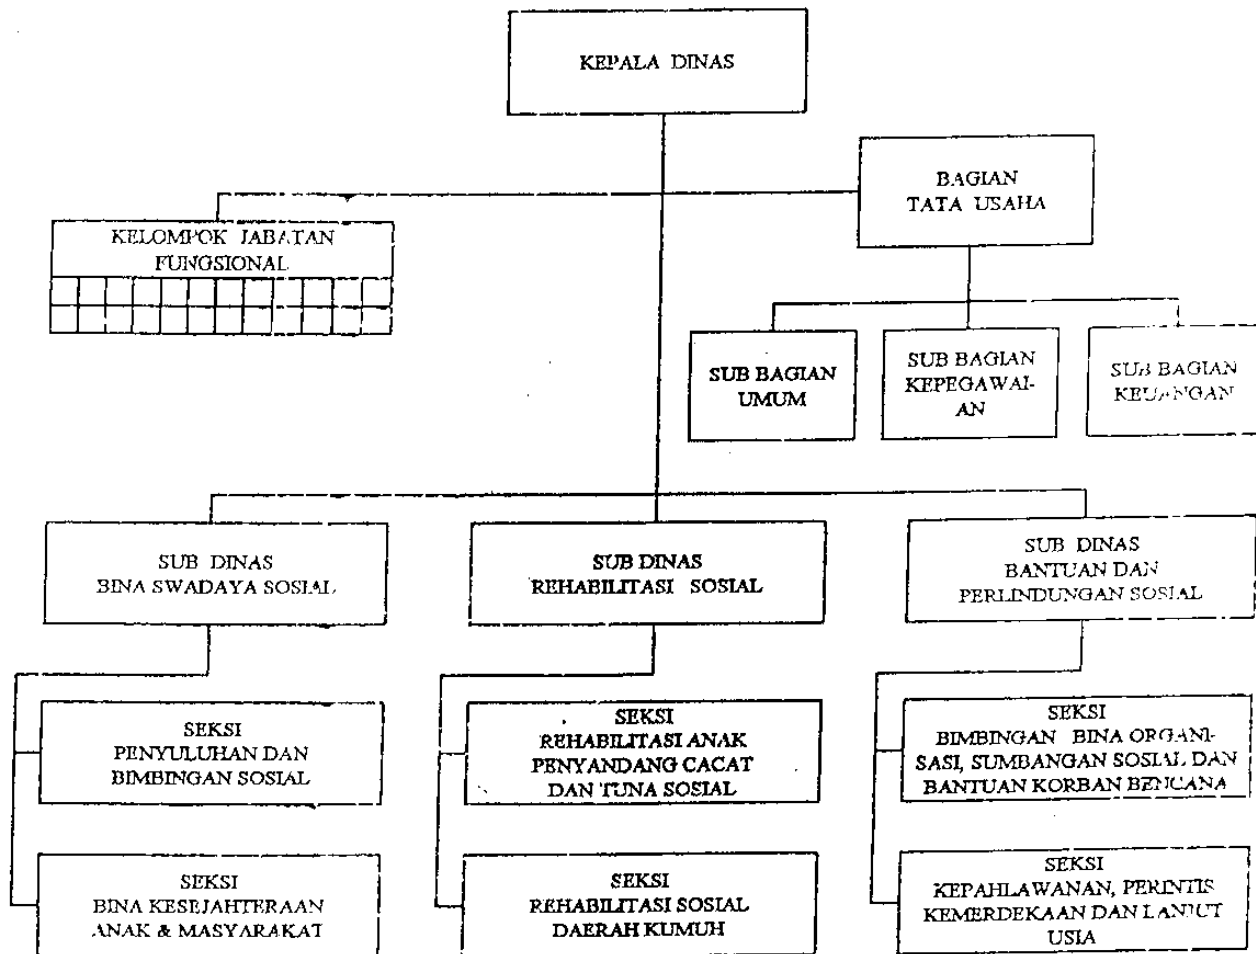 KEPALA DINAS
BAGIAN
TATA USAHA
KELOMPOK JABATAN
FUNGSIONAL
SUB BAGIAN
UMUM
SUB BAGIAN
KEPEGAWAI-
AN
SUB BAGIAN
KEUANGAN
SUB DINAS
BINA SWADAYA SOSIAL
SUB DINAS
REHABILITASI SOSIAL
SUB DINAS
BANTUAN DAN
PERLINDUNGAN SOSIAL
SEKSI
PENYULUHAN DAN
BIMBINGAN SOSIAL
SEKSI
REHABILITASI ANAK
PENYANDANG CACAT
DAN TUNA SOSIAL
SEKSI
BIMBINGAN BINA ORGANI-
SASI, SUMBANGAN SOSIAL DAN
BANTUAN KORBAN BENCANA
SEKSI
BINA KESEJAHTERAAN
ANAK & MASYARAKAT
SEKSI
REHABILITASI SOSIAL
DAERAH KUMUH
SEKSI
KEPAHLAWANAN, PERINTIS
KEMERDEKAAN DAN LANJUT
USIA